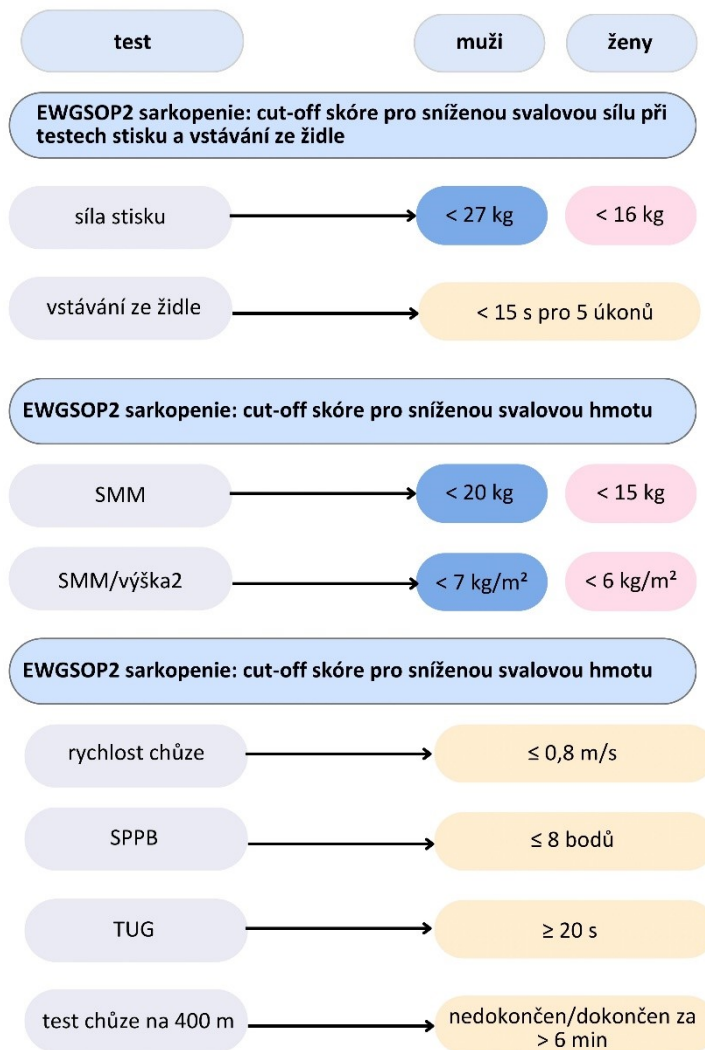 test muži ženy
EWGSOP2 sarkopenie: cut-off skóre pro sníženou svalovou sílu při
testech stisku a vstávání ze židle
síla stisku < 27 kg < 16 kg
vstávání ze židle < 15 s pro 5 úkonů
EWGSOP2 sarkopenie: cut-off skóre pro sníženou svalovou hmotu
SMM < 20 kg < 15 kg
SMM/výška2 < 7 kg/m² < 6 kg/m²
EWGSOP2 sarkopenie: cut-off skóre pro sníženou svalovou hmotu
rychlost chůze ≤ 0,8 m/s
SPPB ≤ 8 bodů
TUG ≥ 20 s
test chůze na 400 m nedokončen/dokončen za
> 6 min